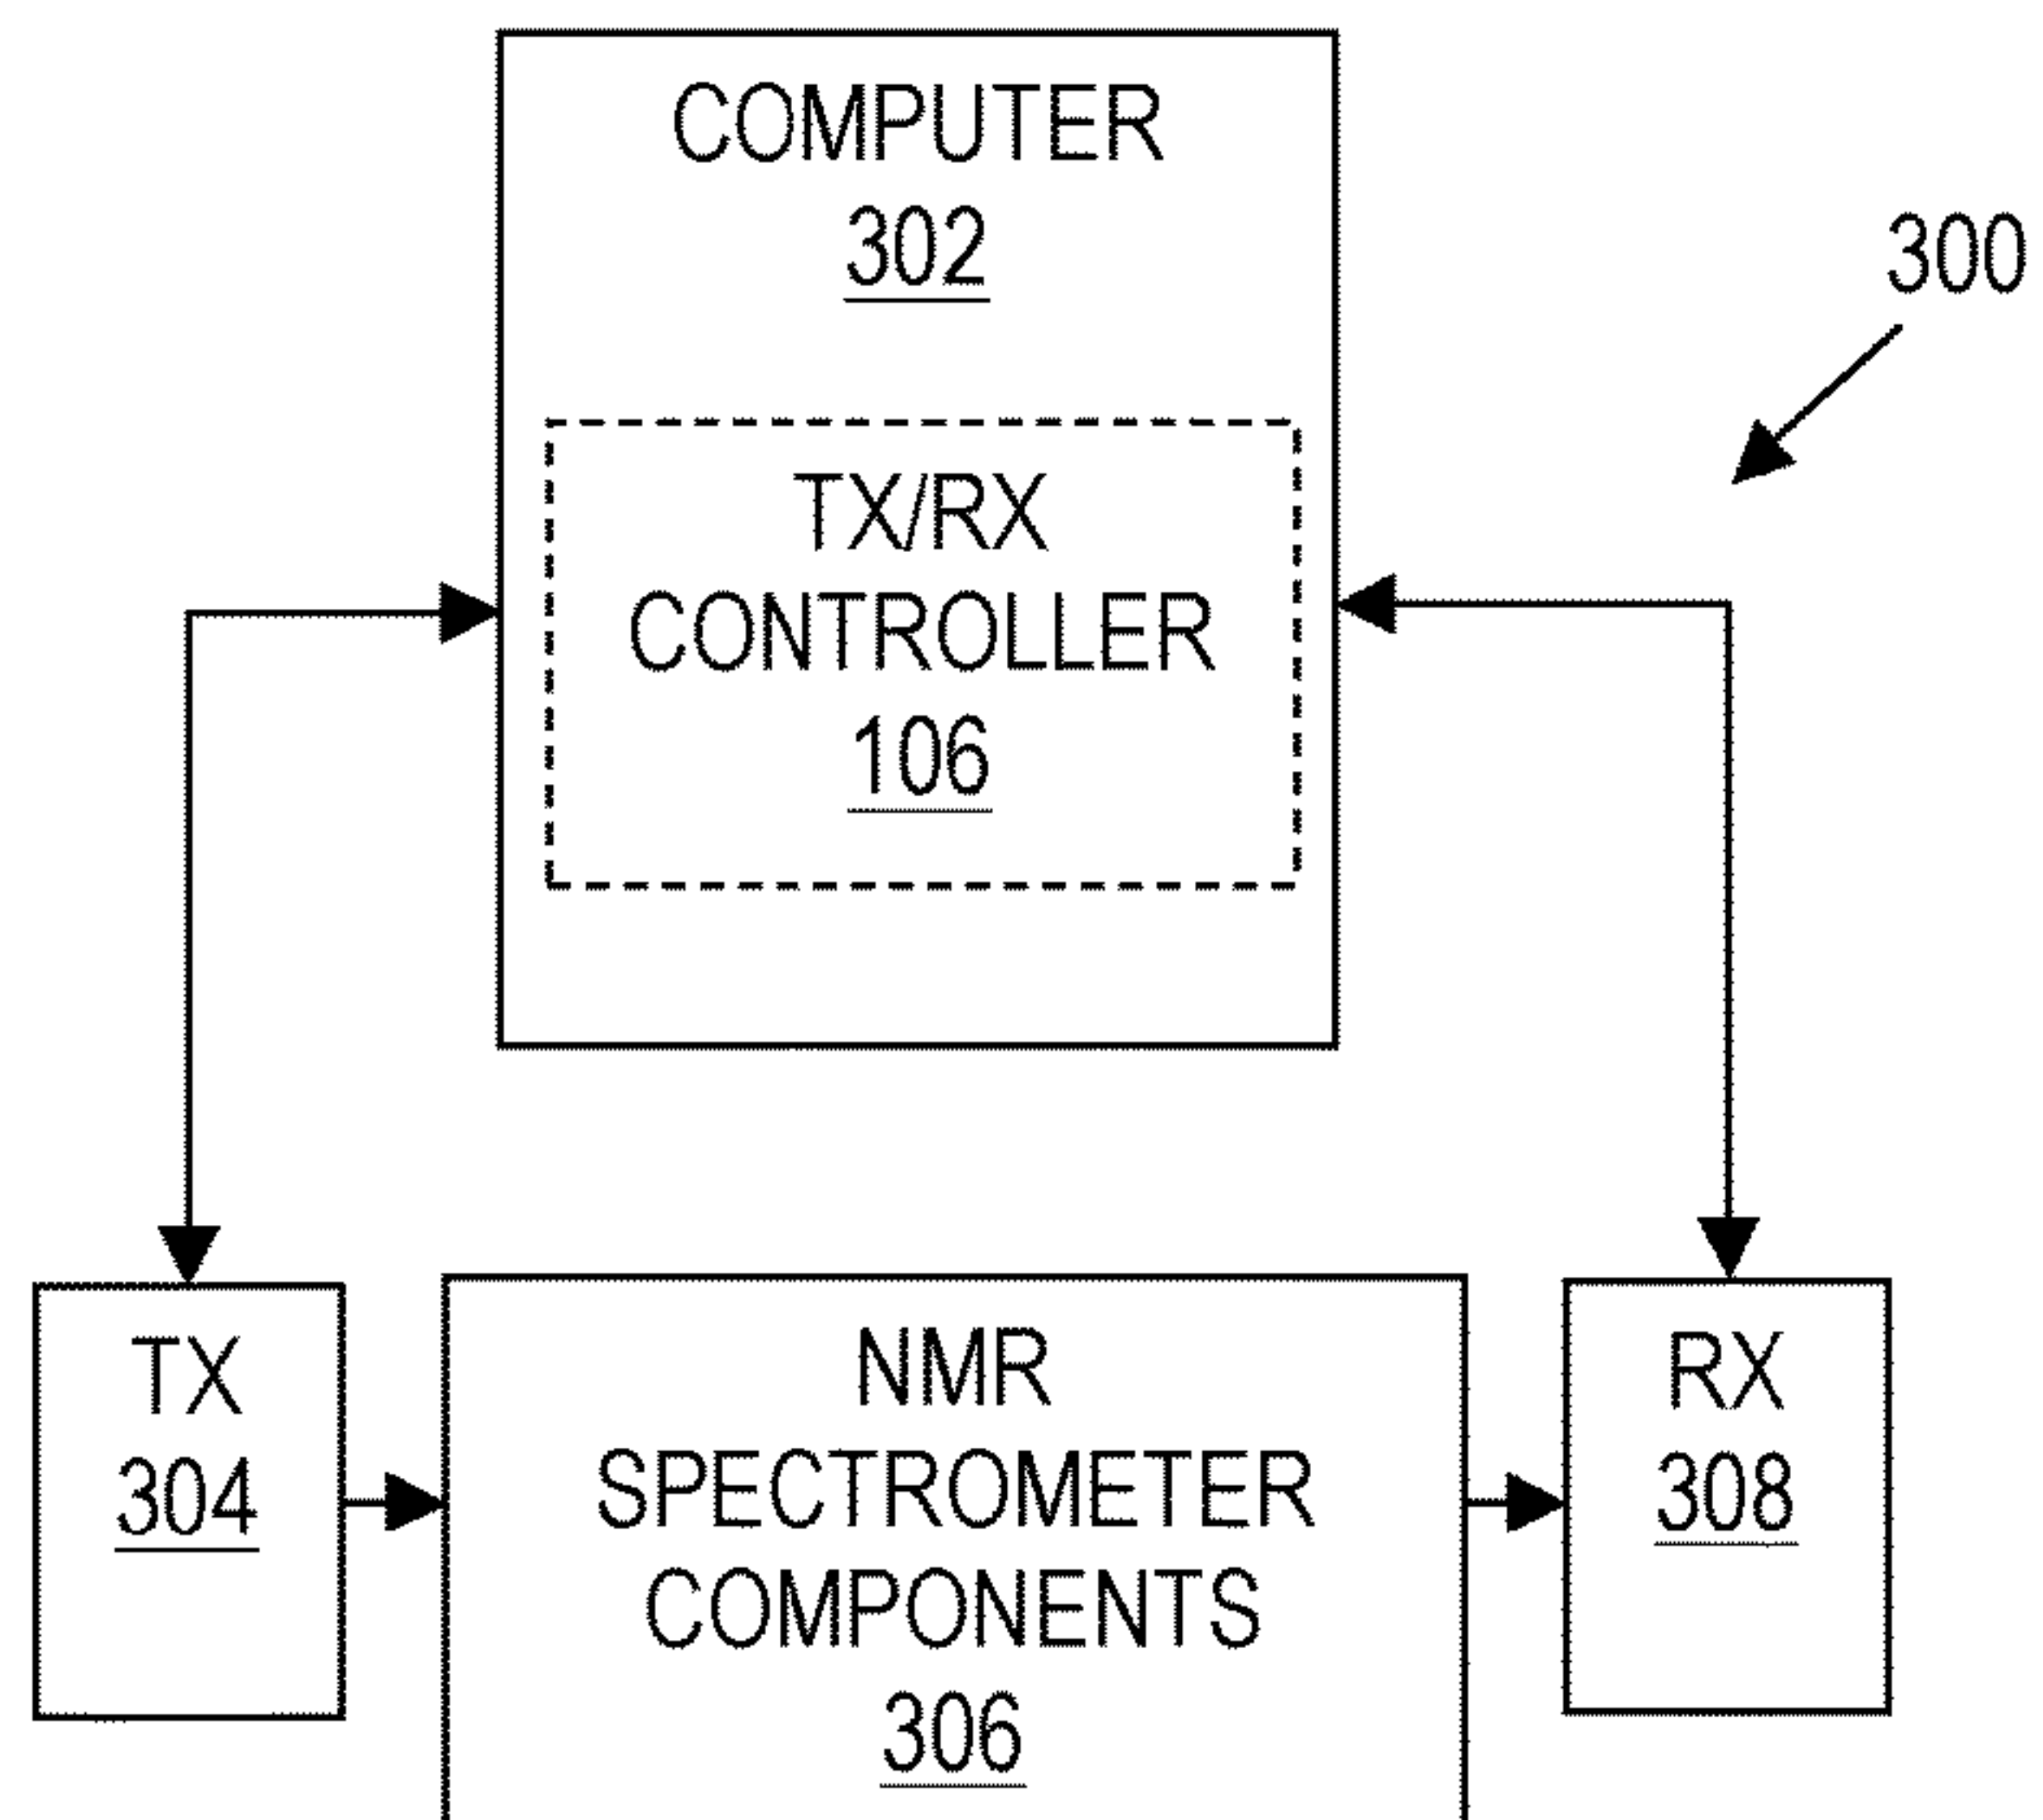 COMPUTER
302
300
TX/RX
CONTROLLER
106
TX
304
NMR
SPECTROMETER
COMPONENTS
306
RX
308